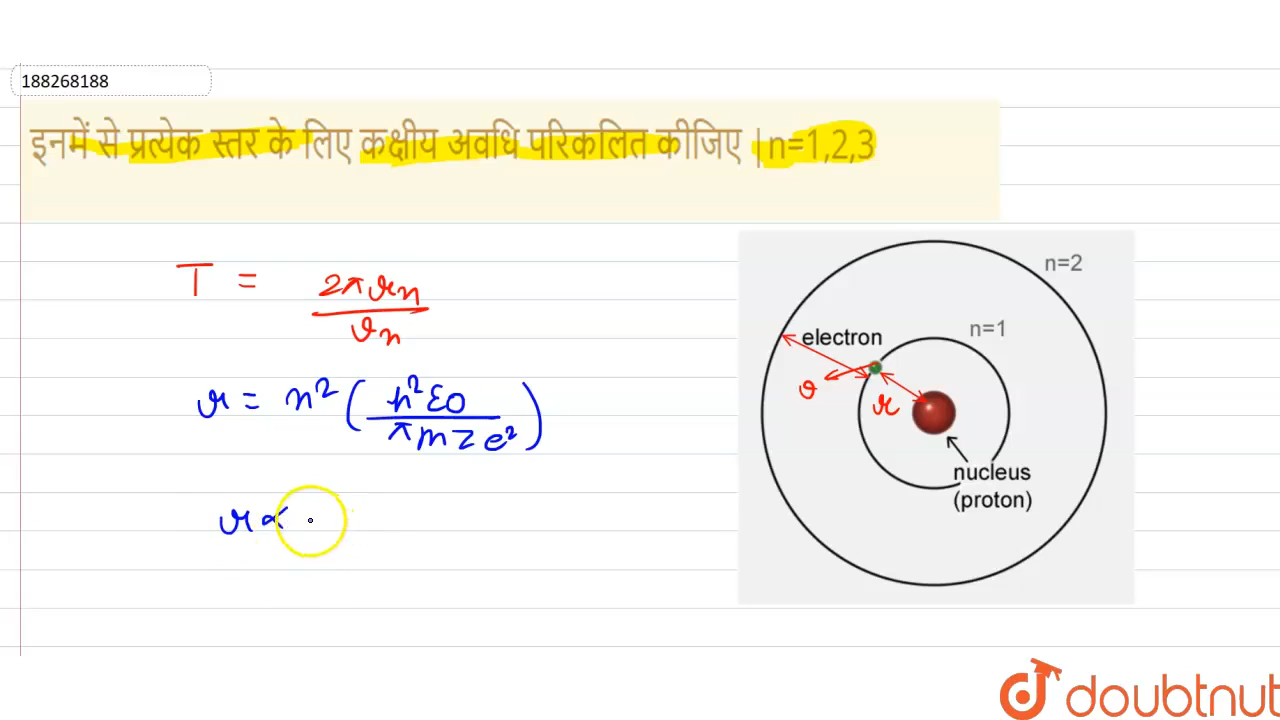 188268188
इनमें से प्रत्येक स्तर के लिए कक्षीय अवधि परिकलित कीजिए | n=1,2,3
T = 2πrn
vn
r = n² ( h²ε0
πmze² )
r ∝
n=2
n=1
electron
v
r
nucleus
(proton)
doubtnut